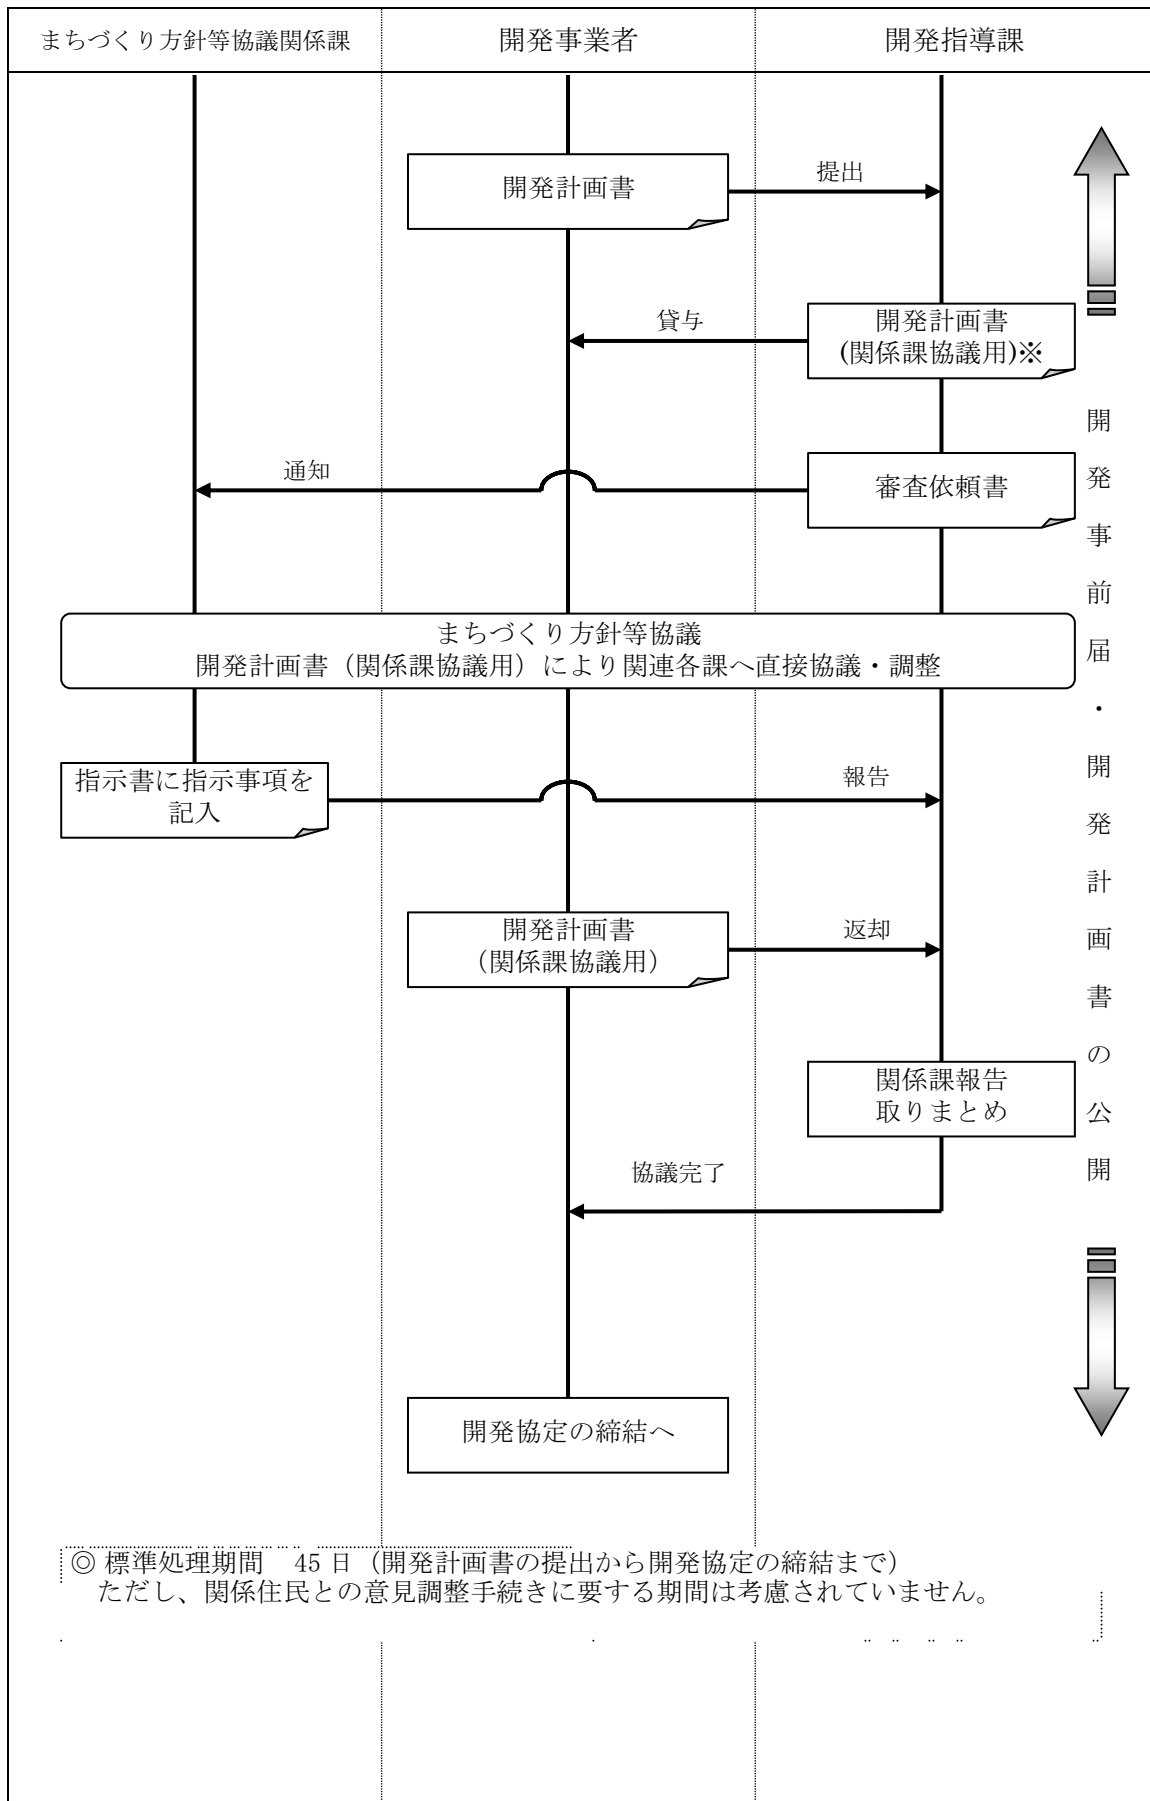 まちづくり方針等協議関係課
開発事業者
開発指導課
開発計画書
提出
貸与
開発計画書
(関係課協議用)※
通知
審査依頼書
まちづくり方針等協議
開発計画書（関係課協議用）により関連各課へ直接協議・調整
指示書に指示事項を
記入
報告
開発計画書
（関係課協議用）
返却
関係課報告
取りまとめ
協議完了
開発協定の締結へ
開発事前届・開発計画書の公開
◎ 標準処理期間　45 日（開発計画書の提出から開発協定の締結まで）
ただし、関係住民との意見調整手続きに要する期間は考慮されていません。